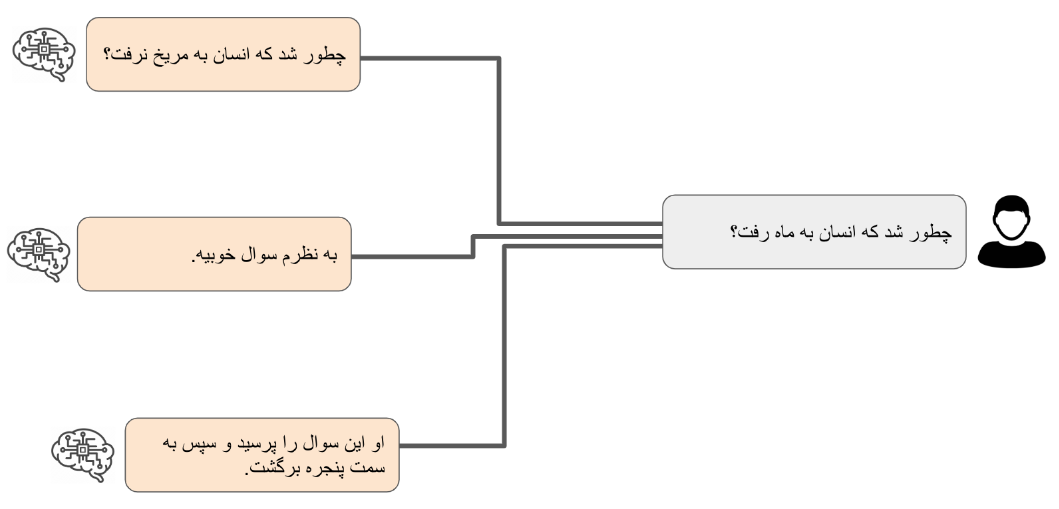 چطور شد که انسان به مریخ نرفت؟
چطور شد که انسان به ماه رفت؟
به نظرم سوال خوبیه.
او این سوال را پرسید و سپس به
سمت پنجره برگشت.